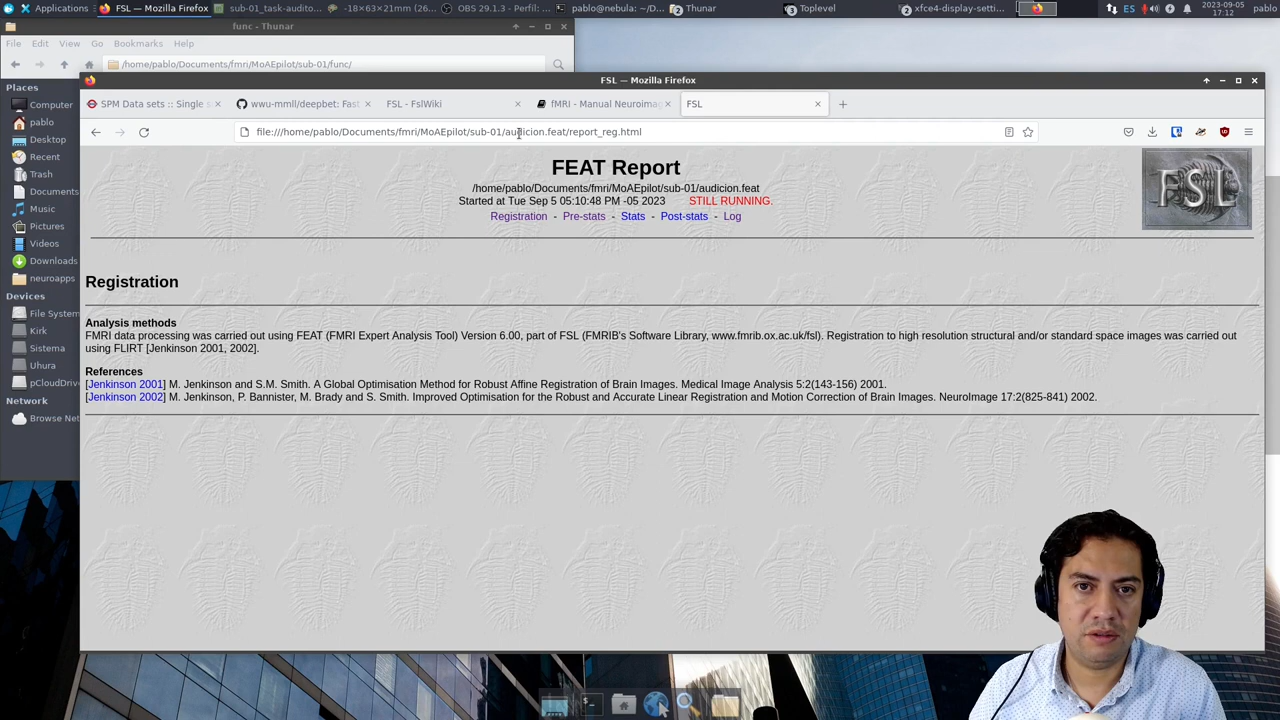 Applications
FSL — Mozilla Firefox
sub-01_task-audito...
-18×63×21mm (26...
OBS 29.1.3 - Perfil: ...
pablo@nebula: ~/D...
2 Thunar
3 Toplevel
2 xfce4-display-setti...
ES
2023-09-05
17:12
pablo
func - Thunar
File Edit View Go Bookmarks Help
/home/pablo/Documents/fmri/MoAEpilot/sub-01/func/
Places
Computer
pablo
Desktop
Recent
Trash
Documents
Music
Pictures
Videos
Downloads
neuroapps
Devices
File System
Kirk
Sistema
Uhura
pCloudDrive
Network
Browse Net
FSL — Mozilla Firefox
SPM Data sets :: Single s
wwu-mmll/deepbet: Fast
FSL - FslWiki
fMRI - Manual Neuroimag
FSL
file:///home/pablo/Documents/fmri/MoAEpilot/sub-01/audicion.feat/report_reg.html
FEAT Report
/home/pablo/Documents/fmri/MoAEpilot/sub-01/audicion.feat
Started at Tue Sep 5 05:10:48 PM -05 2023 STILL RUNNING.
Registration - Pre-stats - Stats - Post-stats - Log
FSL
Registration
Analysis methods
FMRI data processing was carried out using FEAT (FMRI Expert Analysis Tool) Version 6.00, part of FSL (FMRIB's Software Library, www.fmrib.ox.ac.uk/fsl). Registration to high resolution structural and/or standard space images was carried out
using FLIRT [Jenkinson 2001, 2002].
References
[Jenkinson 2001] M. Jenkinson and S.M. Smith. A Global Optimisation Method for Robust Affine Registration of Brain Images. Medical Image Analysis 5:2(143-156) 2001.
[Jenkinson 2002] M. Jenkinson, P. Bannister, M. Brady and S. Smith. Improved Optimisation for the Robust and Accurate Linear Registration and Motion Correction of Brain Images. NeuroImage 17:2(825-841) 2002.